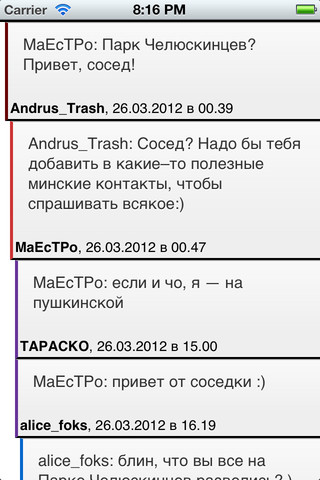 Carrier 8:16 PM
MaEcTPo: Парк Челюскинцев?
Привет, сосед!
Andrus_Trash, 26.03.2012 в 00.39
Andrus_Trash: Сосед? Надо бы тебя
добавить в какие–то полезные
минские контакты, чтобы
спрашивать всякое:)
MaEcTPo, 26.03.2012 в 00.47
MaEcTPo: если и чо, я — на
пушкинской
ТАРАСКО, 26.03.2012 в 15.00
MaEcTPo: привет от соседки :)
alice_foks, 26.03.2012 в 16.19
alice_foks: блин, что вы все на
Парке Челюскинцев развелись? )